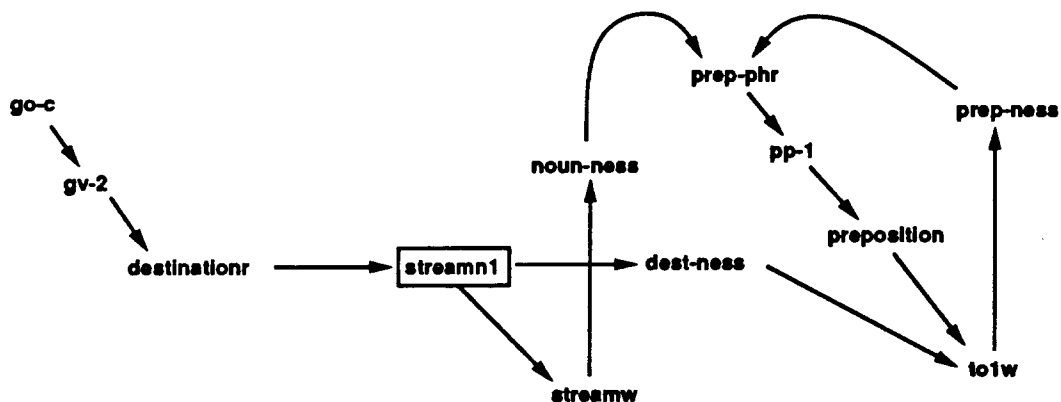 prep-phr
go-c
prep-ness
pp-1
noun-ness
gv-2
preposition
destinationr
streamn1
dest-ness
to1w
streamw